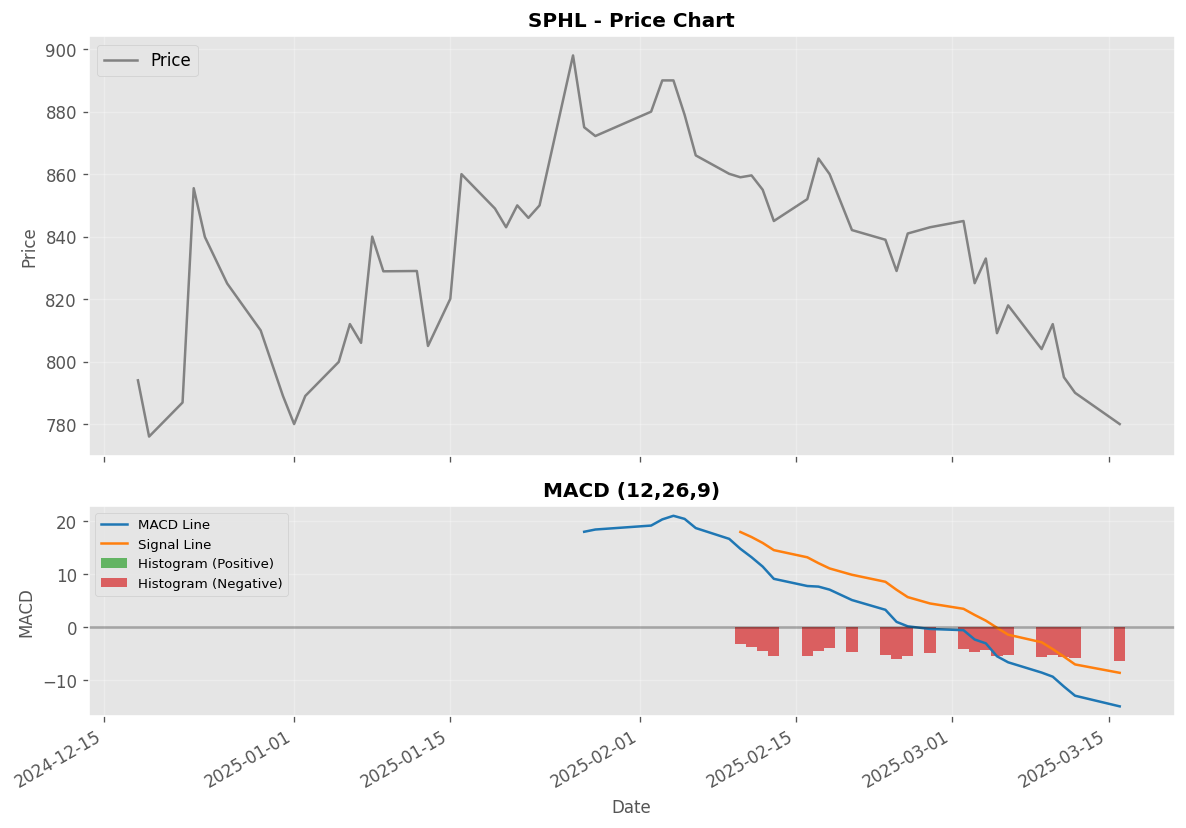 SPHL - Price Chart
Price
900
880
860
840
820
800
780
Price
MACD (12,26,9)
MACD Line
Signal Line
Histogram (Positive)
Histogram (Negative)
20
10
0
−10
MACD
2024-12-15
2025-01-01
2025-01-15
2025-02-01
2025-02-15
2025-03-01
2025-03-15
Date